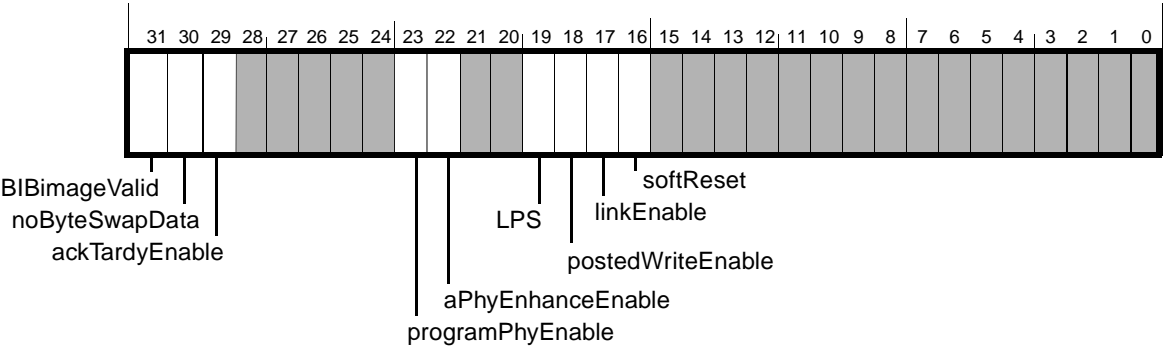 31 30 29 28 27 26 25 24 23 22 21 20 19 18 17 16 15 14 13 12 11 10 9 8 7 6 5 4 3 2 1 0
BIBimageValid
noByteSwapData
ackTardyEnable
programPhyEnable
aPhyEnhanceEnable
LPS
postedWriteEnable
linkEnable
softReset